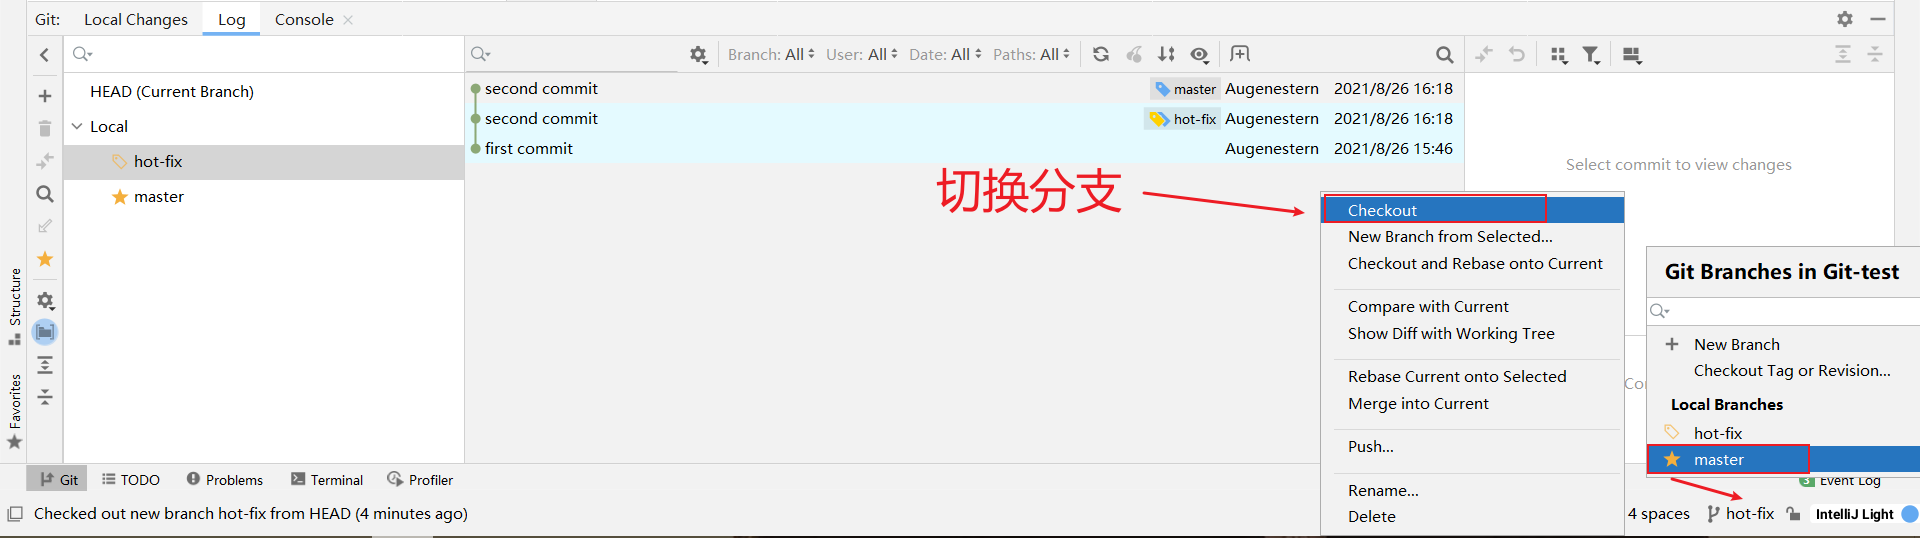 Git: Local Changes Log Console
Branch: All User: All Date: All Paths: All
HEAD (Current Branch)
Local
hot-fix
master
second commit master Augenestern 2021/8/26 16:18
second commit hot-fix Augenestern 2021/8/26 16:18
first commit Augenestern 2021/8/26 15:46
Select commit to view changes
切换分支
Checkout
New Branch from Selected...
Checkout and Rebase onto Current
Compare with Current
Show Diff with Working Tree
Rebase Current onto Selected
Merge into Current
Push...
Rename...
Delete
Git Branches in Git-test
New Branch
Checkout Tag or Revision...
Local Branches
hot-fix
master
Structure
Favorites
Git TODO Problems Terminal Profiler
3 Event Log
Checked out new branch hot-fix from HEAD (4 minutes ago)
4 spaces hot-fix IntelliJ Light